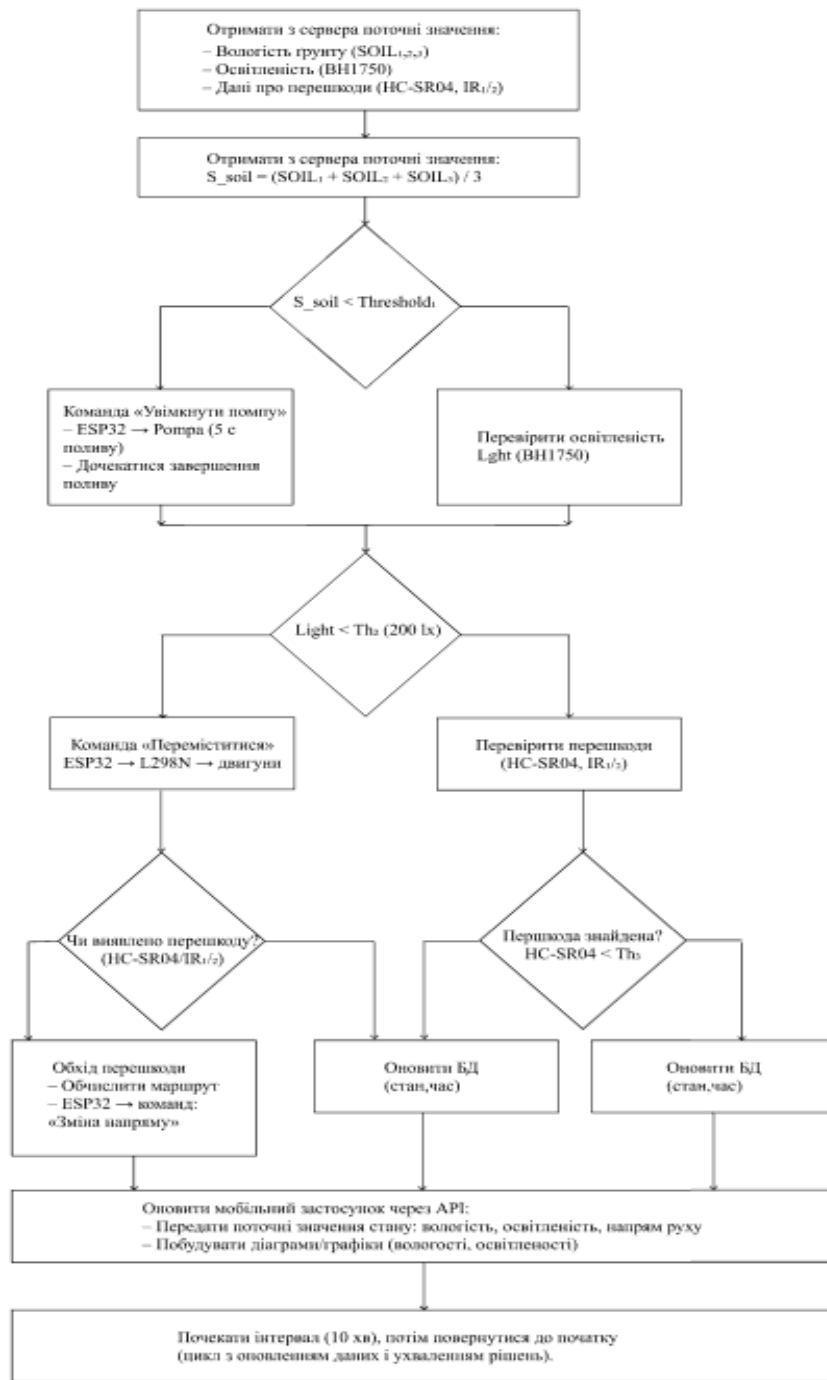 Отримати з сервера поточні значення:
– Вологість ґрунту (SOIL₁,₂,₃)
– Освітленість (BH1750)
– Дані про перешкоди (HC-SR04, IR₁/₂)
Отримати з сервера поточні значення:
S_soil = (SOIL₁ + SOIL₂ + SOIL₃) / 3
S_soil < Threshold₁
Команда «Увімкнути помпу»
– ESP32 → Pompa (5 с
поливу)
– Дочекатися завершення
поливу
Перевірити освітленість
Lght (BH1750)
Light < Th₂ (200 lx)
Команда «Переміститися»
ESP32 → L298N → двигуни
Перевірити перешкоди
(HC-SR04, IR₁/₂)
Чи виявлено перешкоду?
(HC-SR04/IR₁/₂)
Першкода знайдена?
HC-SR04 < Th₃
Обхід перешкоди
– Обчислити маршрут
– ESP32 → команд:
«Зміна напряму»
Оновити БД
(стан,час)
Оновити БД
(стан,час)
Оновити мобільний застосунок через API:
– Передати поточні значення стану: вологість, освітленість, напрям руху
– Побудувати діаграми/графіки (вологості, освітленості)
Почекати інтервал (10 хв), потім повернутися до початку
(цикл з оновленням даних і ухваленням рішень).